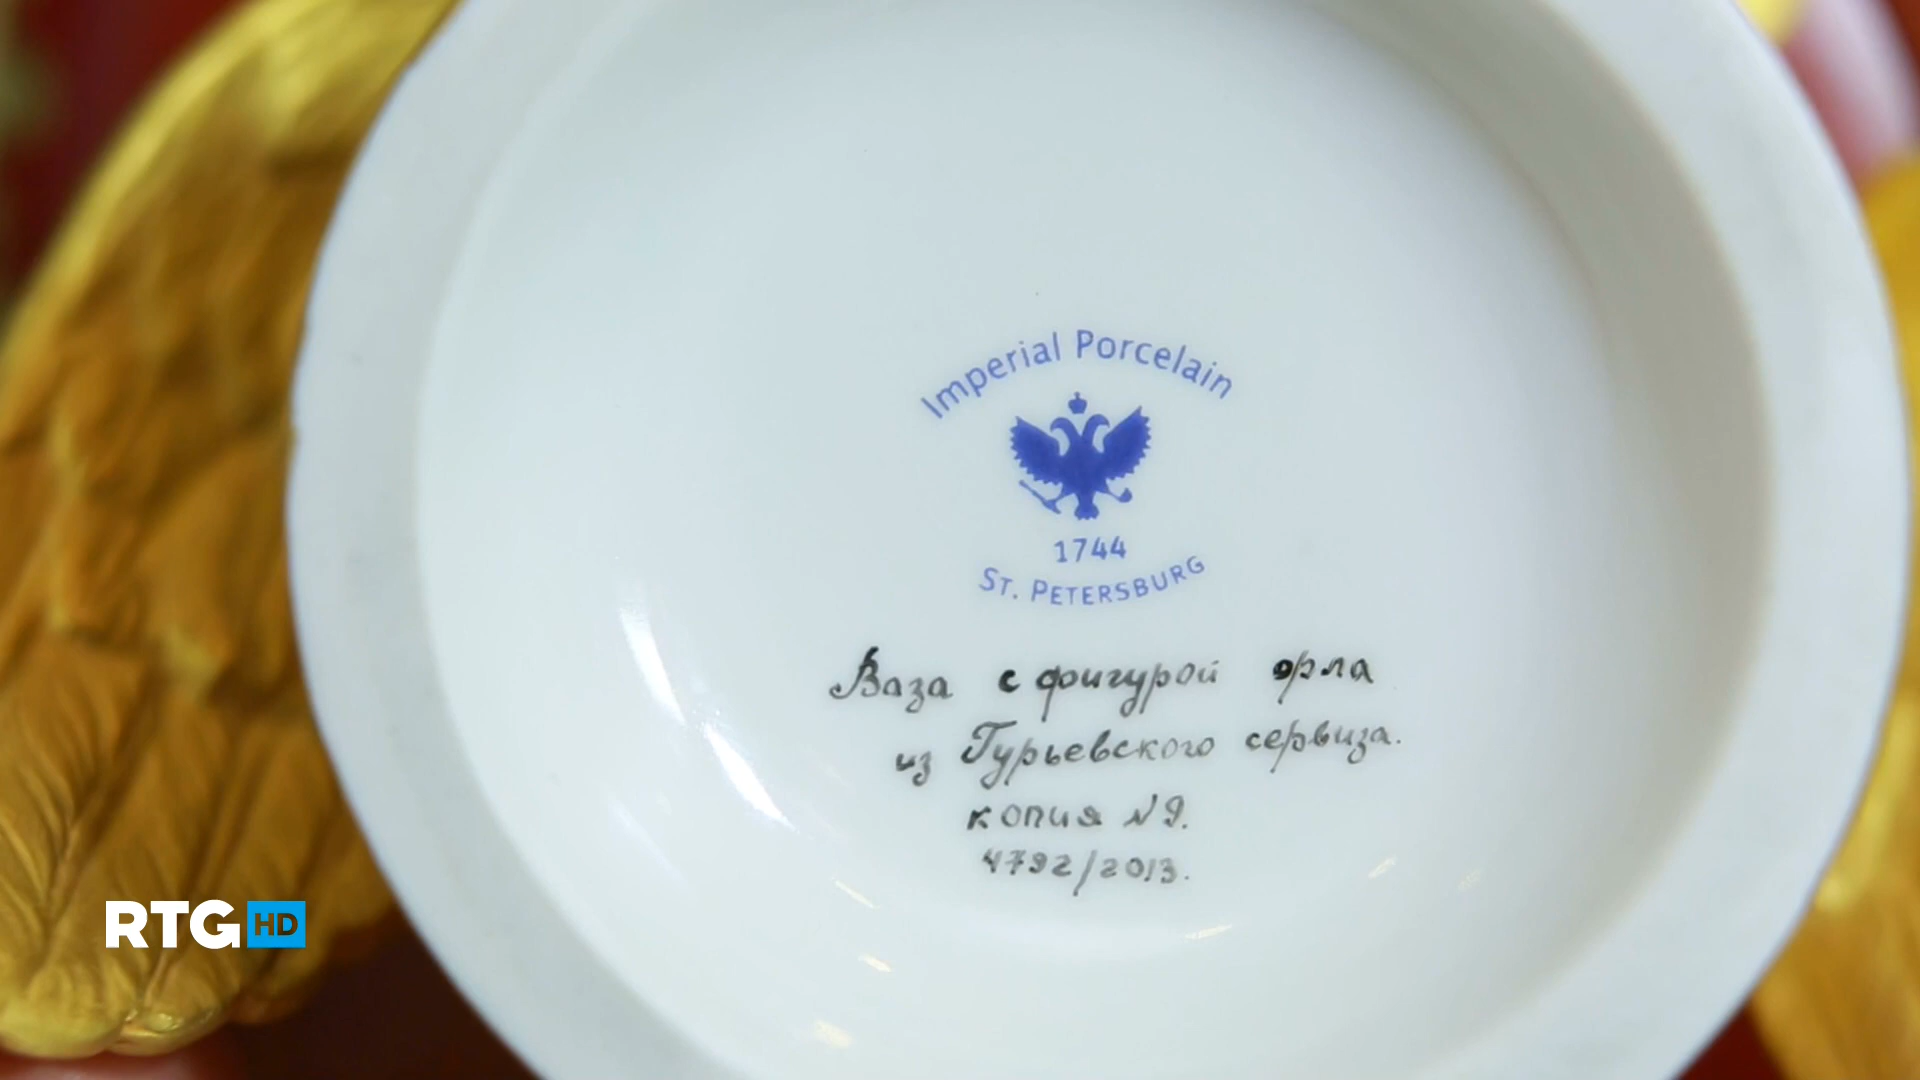 Imperial Porcelain
1744
ST. PETERSBURG
Ваза с фигурой орла
из Гурьевского сервиза.
копия №9.
4792/2013.
RTG HD